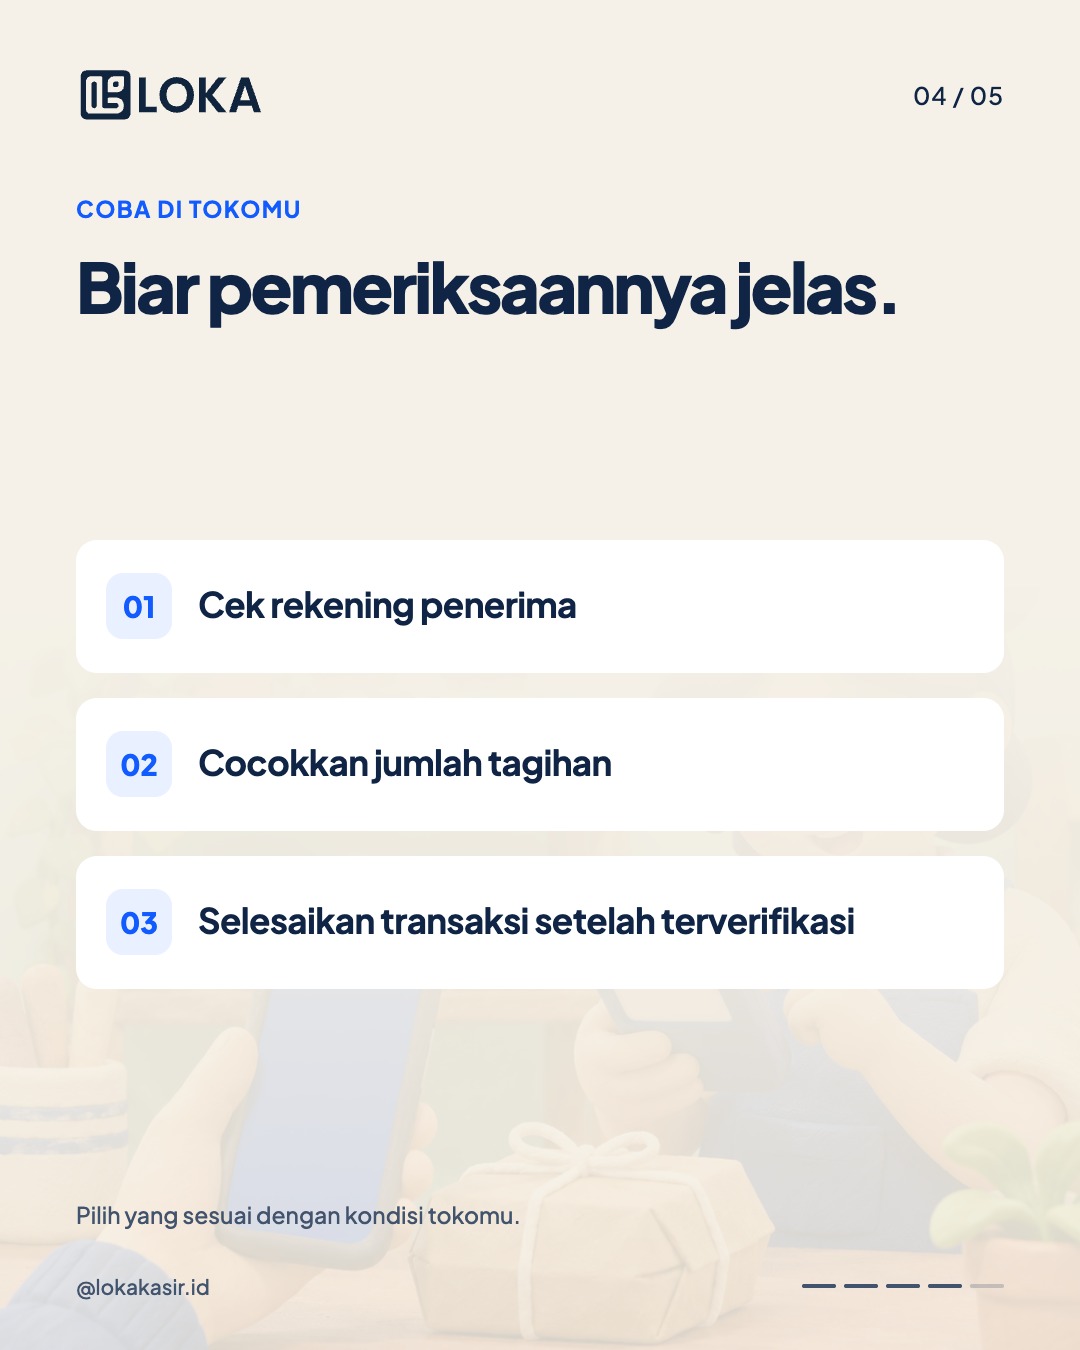 LOKA
04 / 05
COBA DI TOKOMU
Biar pemeriksaannya jelas.
01 Cek rekening penerima
02 Cocokkan jumlah tagihan
03 Selesaikan transaksi setelah terverifikasi
Pilih yang sesuai dengan kondisi tokomu.
@lokakasir.id